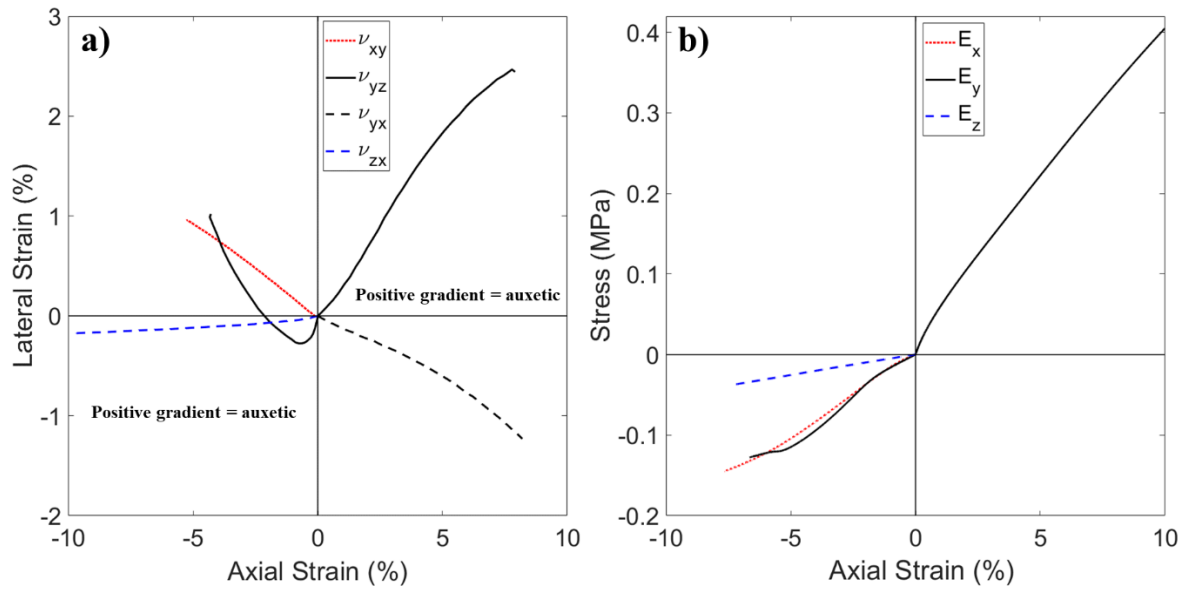 a)
3
2
1
0
-1
-2
Lateral Strain (%)
ν_xy
ν_yz
ν_yx
ν_zx
Positive gradient = auxetic
Positive gradient = auxetic
-10
-5
0
5
10
Axial Strain (%)
b)
0.4
0.3
0.2
0.1
0
-0.1
-0.2
Stress (MPa)
E_x
E_y
E_z
-10
-5
0
5
10
Axial Strain (%)